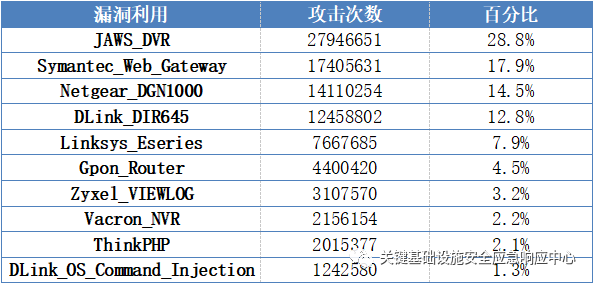 漏洞利用 攻击次数 百分比
JAWS_DVR 27946651 28.8%
Symantec_Web_Gateway 17405631 17.9%
Netgear_DGN1000 14110254 14.5%
DLink_DIR645 12458802 12.8%
Linksys_Eseries 7667685 7.9%
Gpon_Router 4400420 4.5%
Zyxel_VIEWLOG 3107570 3.2%
Vacron_NVR 2156154 2.2%
ThinkPHP 2015377 2.1%
关键基础设施安全应急响应中心
DLink_OS_Command_Injection 1242580 1.3%